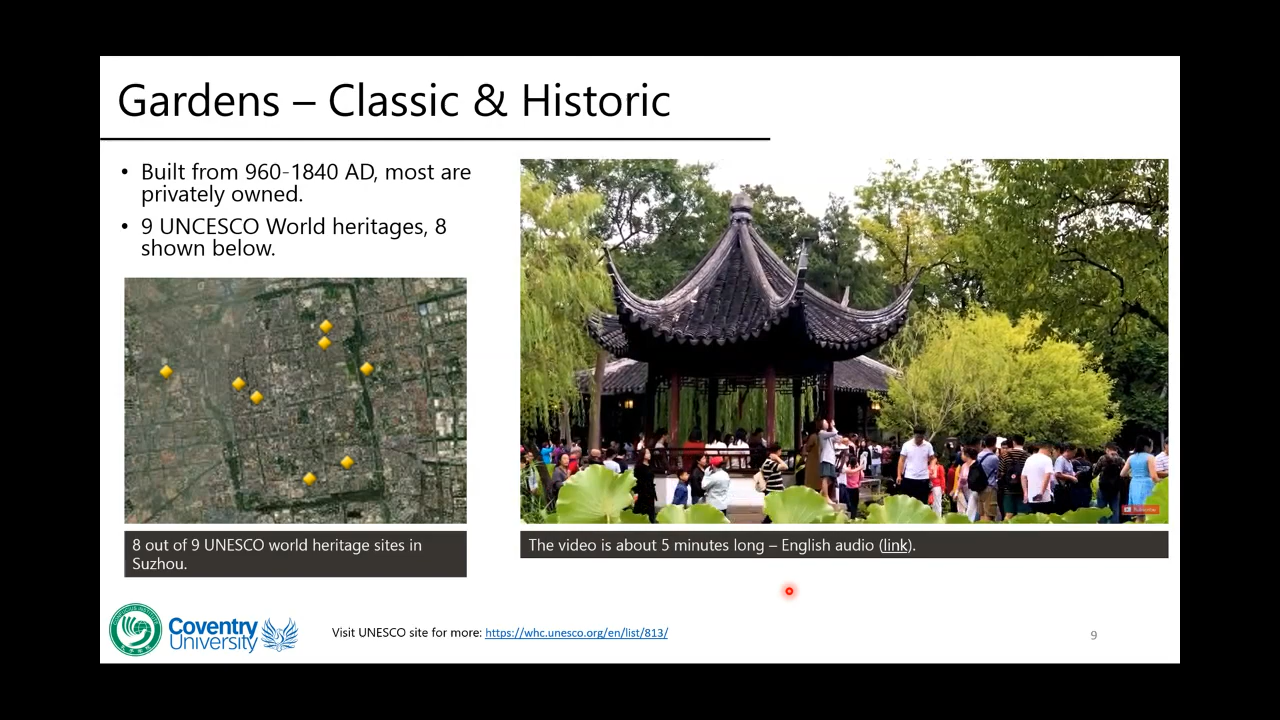 Gardens – Classic & Historic
• Built from 960-1840 AD, most are
privately owned.
• 9 UNCESCO World heritages, 8
shown below.
8 out of 9 UNESCO world heritage sites in
Suzhou.
Subscribe
The video is about 5 minutes long – English audio (link).
Coventry
University
Visit UNESCO site for more: https://whc.unesco.org/en/list/813/
9